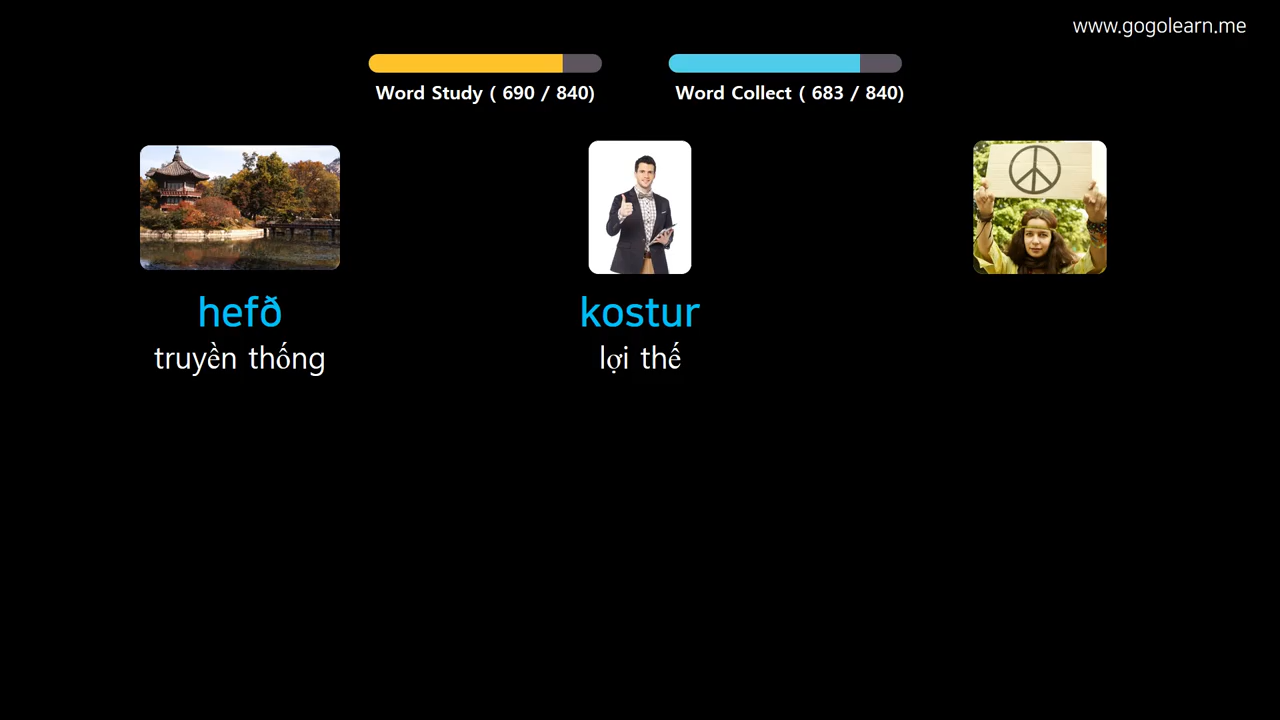 www.gogolearn.me
Word Study ( 690 / 840)
Word Collect ( 683 / 840)
hefð
kostur
truyền thống
lợi thế